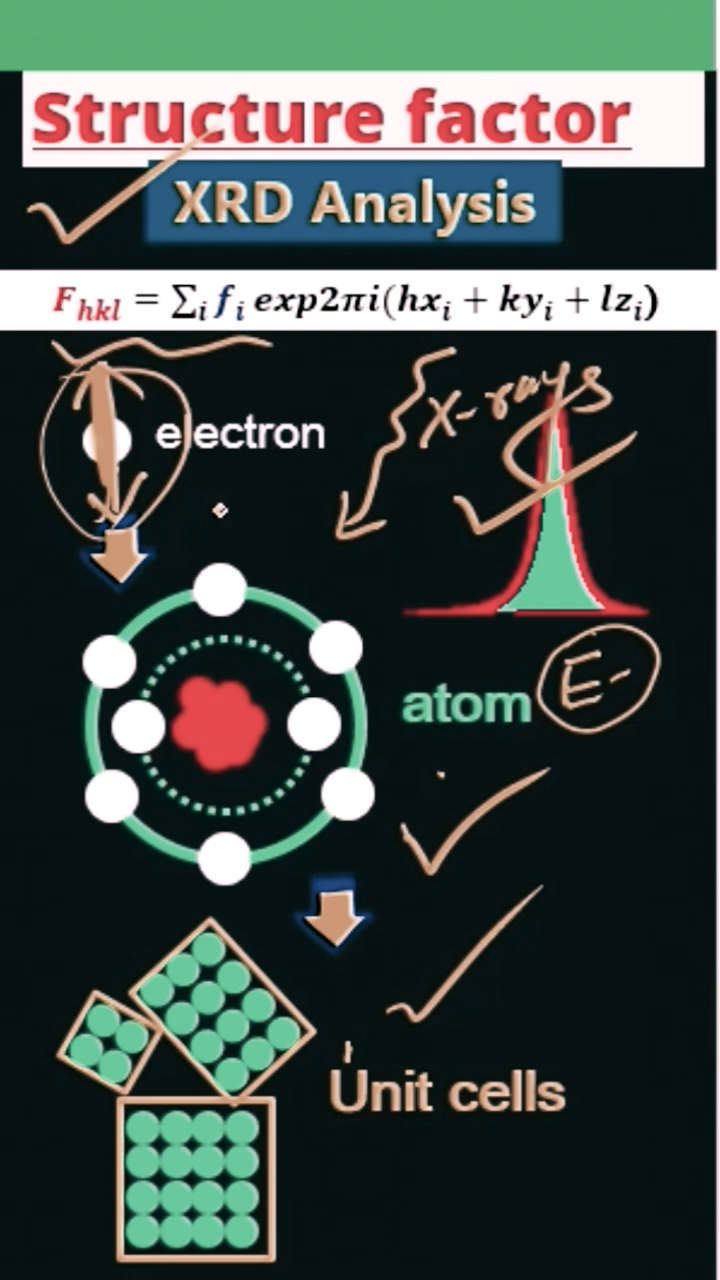 Structure factor
XRD Analysis
F_hkl = ∑_i f_i exp2πi(hx_i + ky_i + lz_i)
electron
X-rays
atom
E-
Unit cells